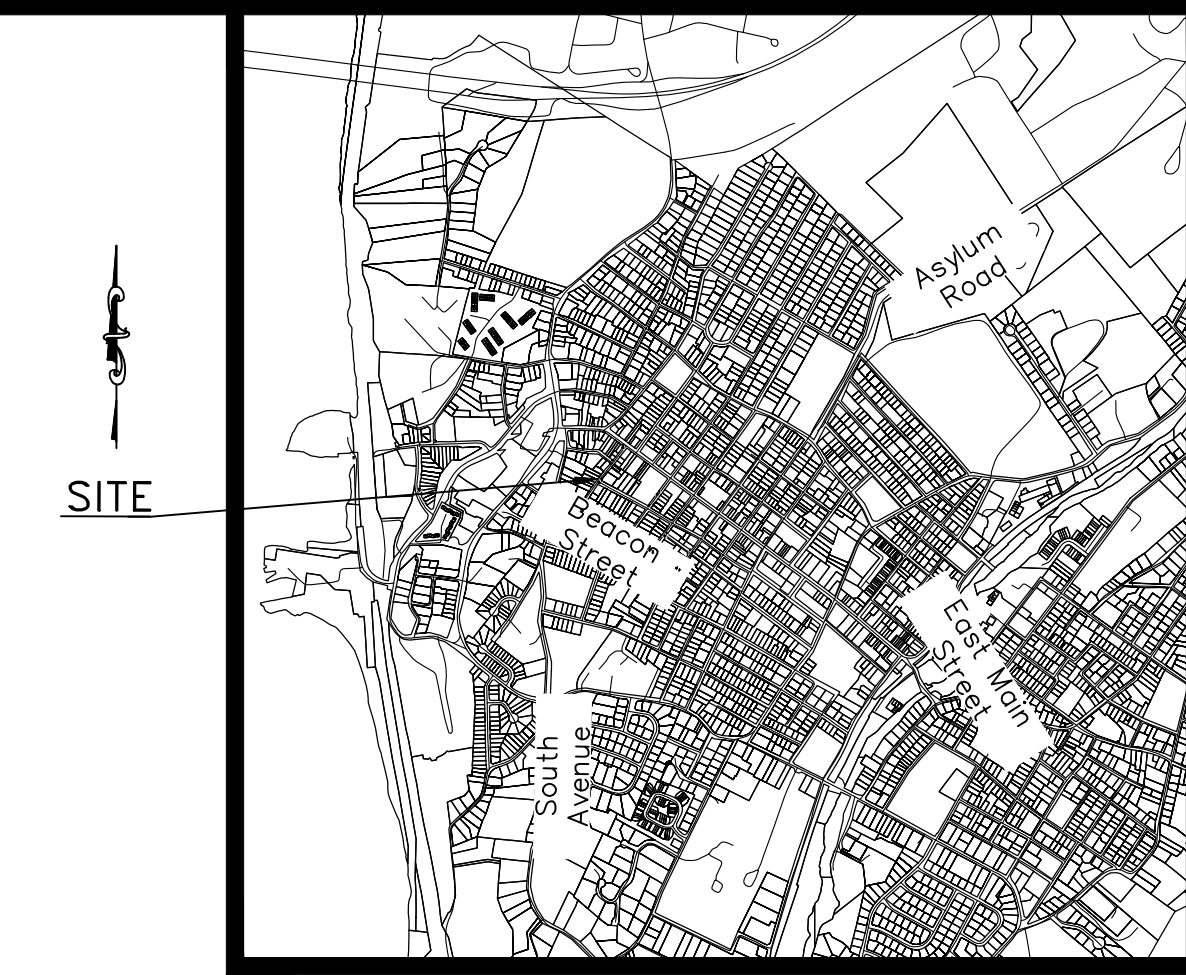 Asylum
Road
SITE
Beacon
Street
East Main
Street
South
Avenue